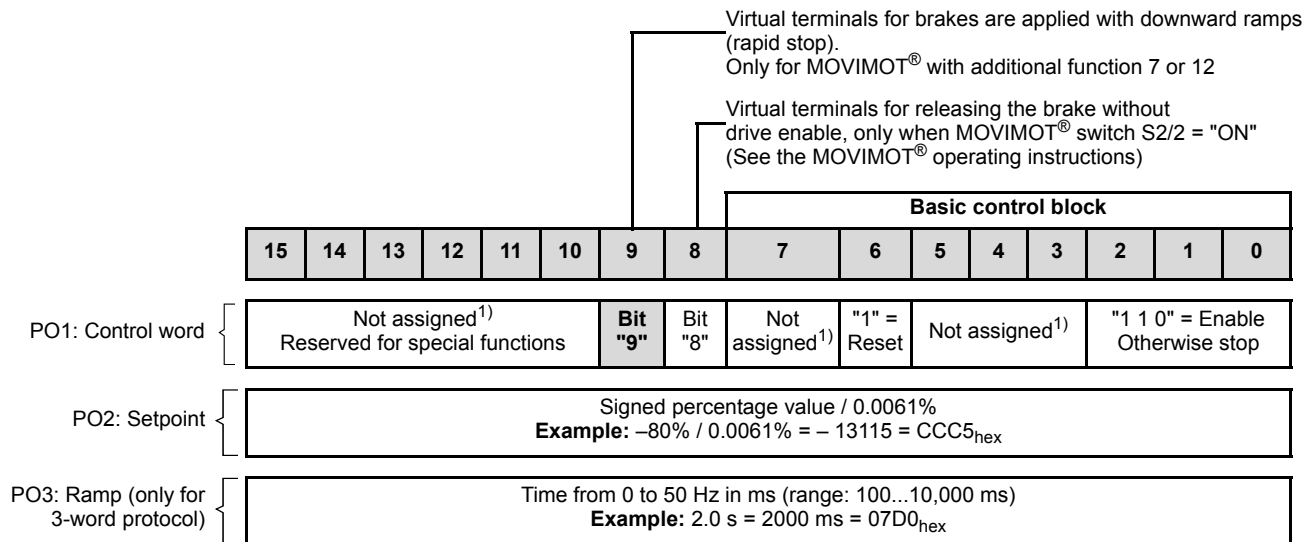 Virtual terminals for brakes are applied with downward ramps
(rapid stop).
Only for MOVIMOT® with additional function 7 or 12
Virtual terminals for releasing the brake without
drive enable, only when MOVIMOT® switch S2/2 = "ON"
(See the MOVIMOT® operating instructions)
Basic control block
15 14 13 12 11 10 9 8 7 6 5 4 3 2 1 0
PO1: Control word
Not assigned1)
Reserved for special functions
Bit
"9"
Bit
"8"
Not
assigned1)
"1" =
Reset
Not assigned1)
"1 1 0" = Enable
Otherwise stop
PO2: Setpoint
Signed percentage value / 0.0061%
Example: –80% / 0.0061% = – 13115 = CCC5hex
PO3: Ramp (only for
3-word protocol)
Time from 0 to 50 Hz in ms (range: 100...10,000 ms)
Example: 2.0 s = 2000 ms = 07D0hex